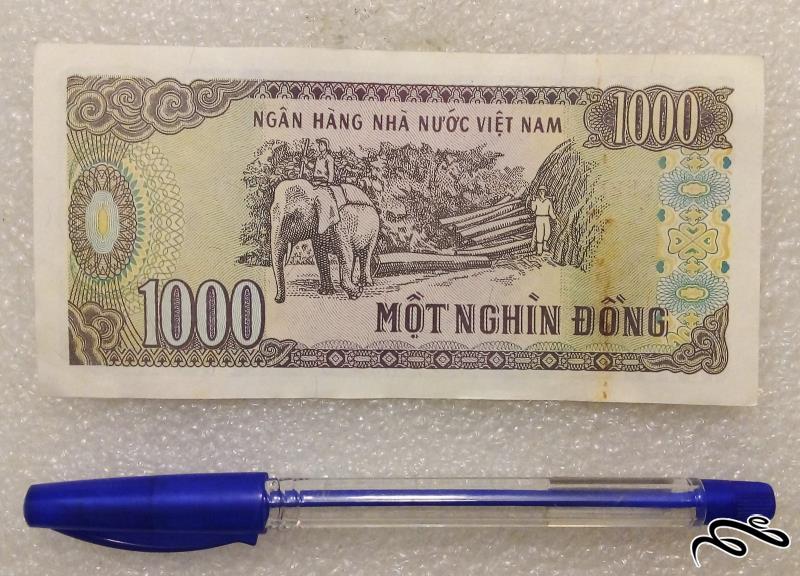 1000
NGÂN HÀNG NHÀ NƯỚC VIỆT NAM
1000
MỘT NGHÌN ĐỒNG